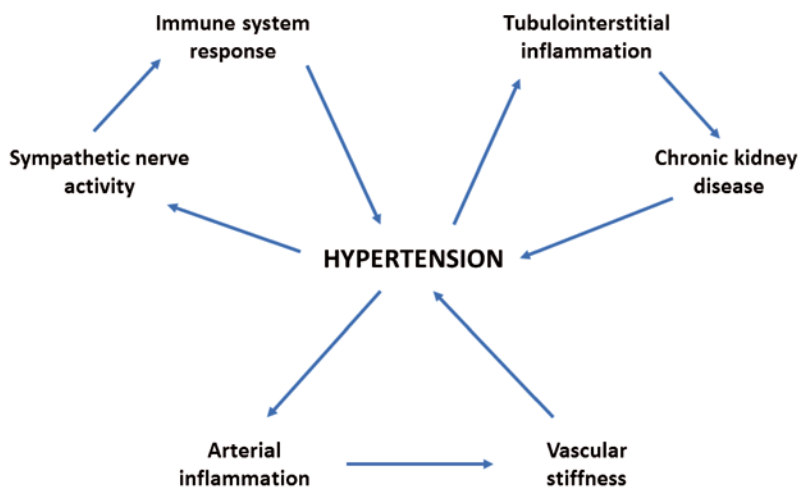 Immune system
response
Tubulointerstitial
inflammation
Sympathetic nerve
activity
Chronic kidney
disease
HYPERTENSION
Arterial
inflammation
Vascular
stiffness